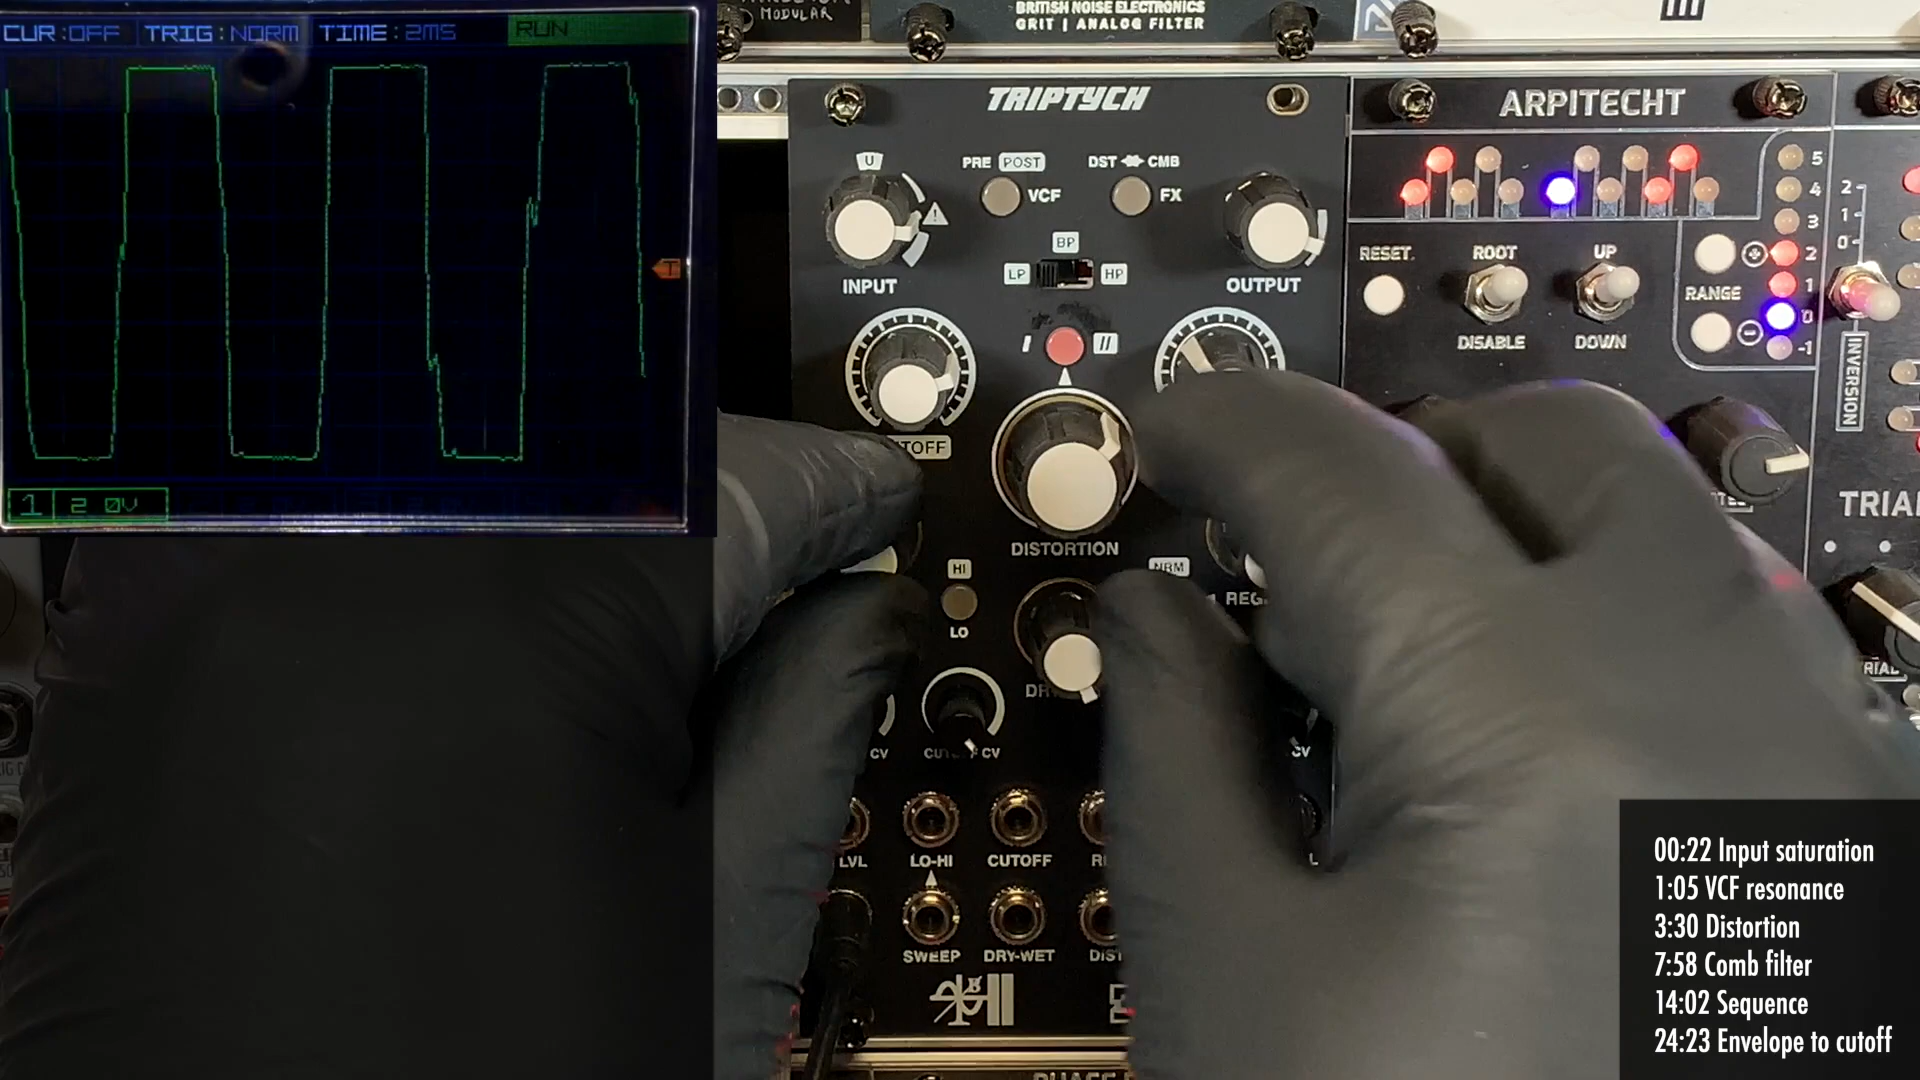 CUR:OFF TRIG:NORM TIME:2MS RUN
T
1 2.0V
MODULAR
BRITISH NOISE ELECTRONICS
GRIT | ANALOG FILTER
TRIPTYCH
U
PRE POST
VCF
DST CMB
FX
INPUT
BP
LP HP
OUTPUT
I II
DISTORTION
HI
LO
NRM
CV
CV
CV
LVL LO-HI CUTOFF
SWEEP DRY-WET
ARPITECHT
5
4
3
2
1
0
-1
2
1
0
RESET
ROOT
DISABLE
UP
DOWN
RANGE
INVERSION
00:22 Input saturation
1:05 VCF resonance
3:30 Distortion
7:58 Comb filter
14:02 Sequence
24:23 Envelope to cutoff